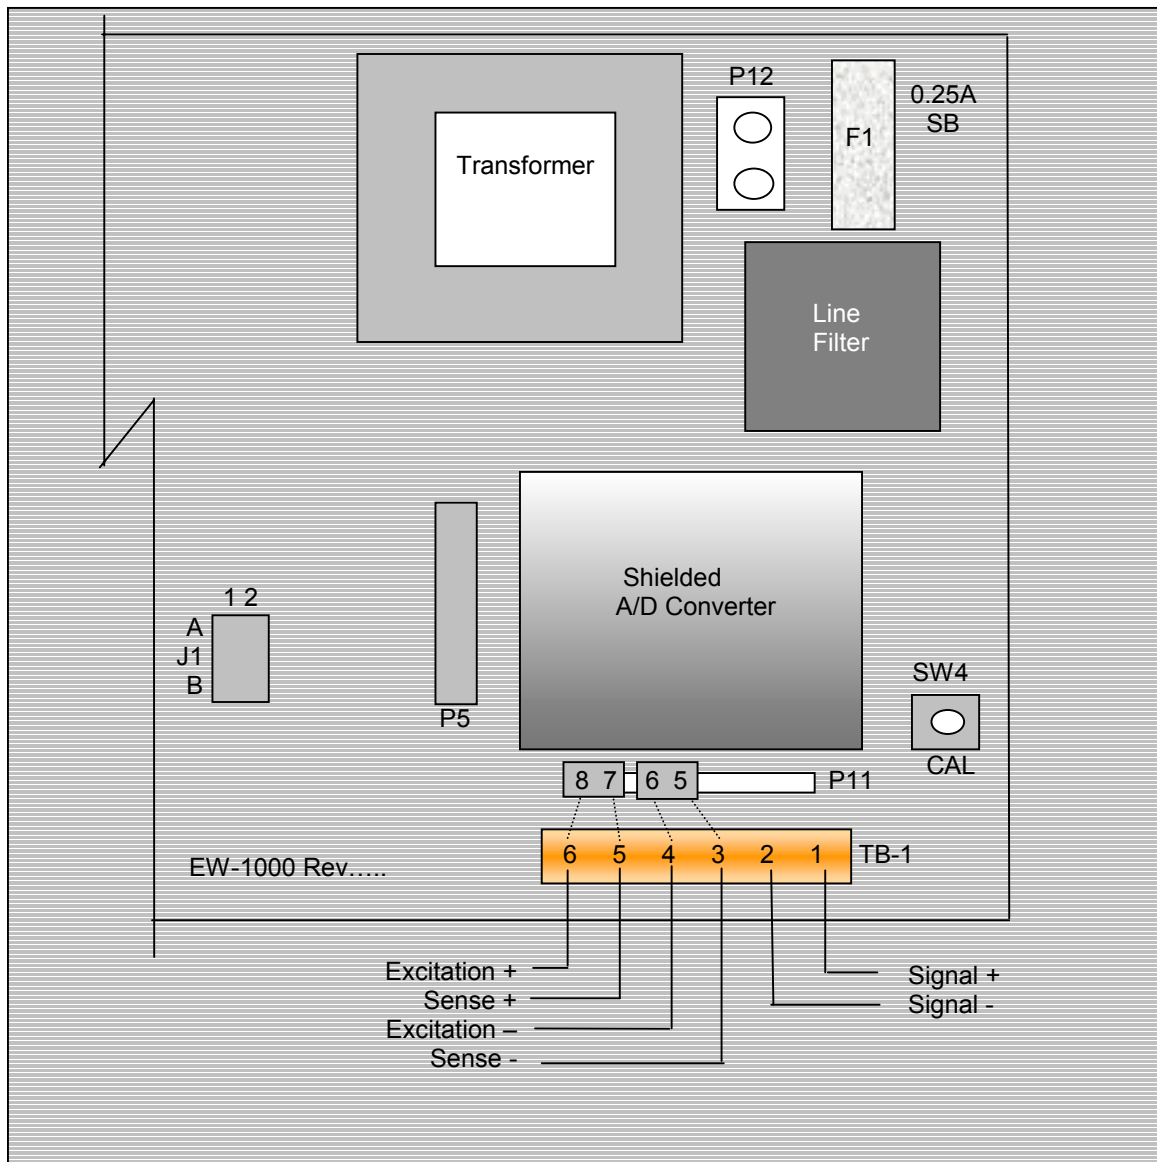 P12
0.25A
SB
F1
Transformer
Line
Filter
Shielded
A/D Converter
1 2
A
J1
B
P5
SW4
CAL
8 7 6 5
P11
6 5 4 3 2 1
TB-1
EW-1000 Rev…..
Excitation +
Sense +
Excitation –
Sense -
Signal +
Signal -